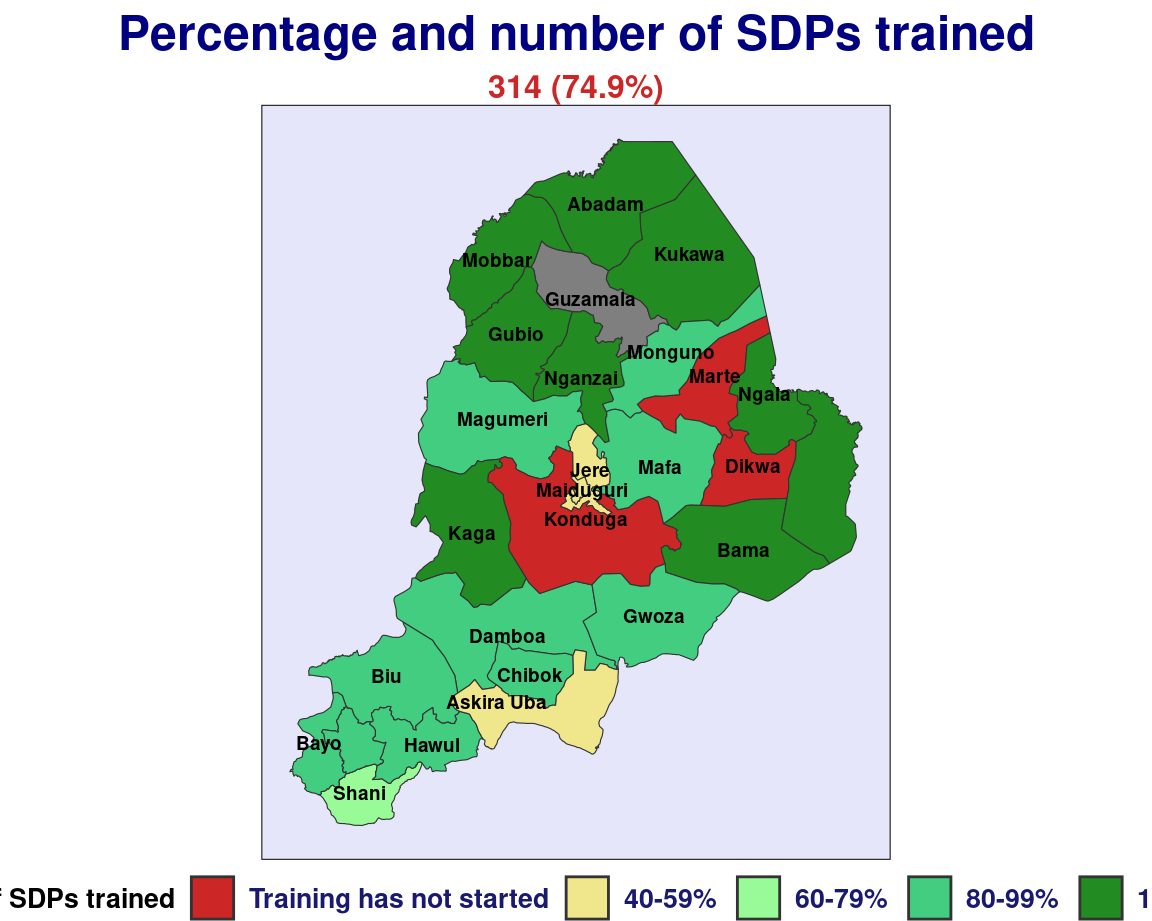 Percentage and number of SDPs trained
314 (74.9%)
Abadam
Kukawa
Mobbar
Guzamala
Gubio
Monguno
Marte
Nganzai
Ngala
Magumeri
Jere
Mafa
Dikwa
Maiduguri
Konduga
Kaga
Bama
Gwoza
Damboa
Biu
Chibok
Askira Uba
Bayo
Hawul
Shani
SDPs trained Training has not started 40-59% 60-79% 80-99% 1